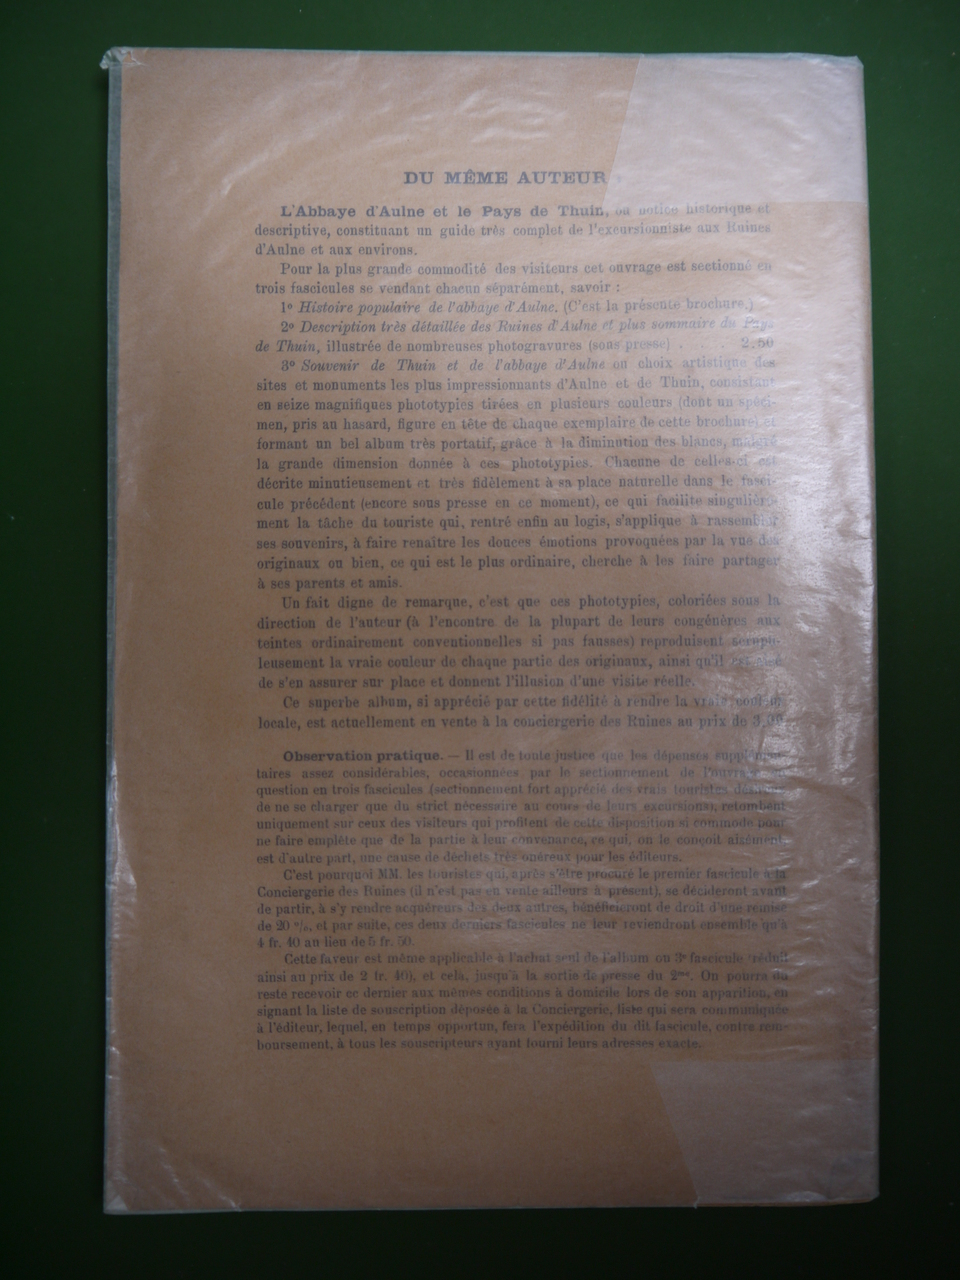 DU MÊME AUTEUR
L'Abbaye d'Aulne et le Pays de Thuin, ou notice historique et
descriptive, constituant un guide très complet de l'excursionniste aux Ruines
d'Aulne et aux environs.
Pour la plus grande commodité des visiteurs cet ouvrage est sectionné en
trois fascicules se vendant chacun séparément, savoir :
1º Histoire populaire de l'abbaye d'Aulne. (C'est la présente brochure.)
2º Description très détaillée des Ruines d'Aulne et plus sommaire du Pays
de Thuin, illustrée de nombreuses photogravures (sous presse) . . . 2.50
3º Souvenir de Thuin et de l'abbaye d'Aulne ou choix artistique des
sites et monuments les plus impressionnants d'Aulne et de Thuin, consistant
en seize magnifiques phototypies tirées en plusieurs couleurs (dont un spéci-
men, pris au hasard, figure en tête de chaque exemplaire de cette brochure) et
formant un bel album très portatif, grâce à la diminution des blancs, malgré
la grande dimension donnée à ces phototypies. Chacune de celles-ci est
décrite minutieusement et très fidèlement à sa place naturelle dans le fasci-
cule précédent (encore sous presse en ce moment), ce qui facilite singulière-
ment la tâche du touriste qui, rentré enfin au logis, s'applique à rassembler
ses souvenirs, à faire renaître les douces émotions provoquées par la vue des
originaux ou bien, ce qui est le plus ordinaire, cherche à les faire partager
à ses parents et amis.
Un fait digne de remarque, c'est que ces phototypies, coloriées sous la
direction de l'auteur (à l'encontre de la plupart de leurs congénères aux
teintes ordinairement conventionnelles si pas fausses) reproduisent scrupu-
leusement la vraie couleur de chaque partie des originaux, ainsi qu'il est aisé
de s'en assurer sur place et donnent l'illusion d'une visite réelle.
Ce superbe album, si apprécié par cette fidélité à rendre la vraie couleur
locale, est actuellement en vente à la conciergerie des Ruines au prix de 3,00
Observation pratique. — Il est de toute justice que les dépenses supplémen-
taires assez considérables, occasionnées par le sectionnement de l'ouvrage en
question en trois fascicules (sectionnement fort apprécié des vrais touristes désireux
de ne se charger que du strict nécessaire au cours de leurs excursions), retombent
uniquement sur ceux des visiteurs qui profitent de cette disposition si commode pour
ne faire emplète que de la partie à leur convenance, ce qui, on le conçoit aisément,
est d'autre part, une cause de déchets très onéreux pour les éditeurs.
C'est pourquoi MM. les touristes qui, après s'être procuré le premier fascicule à la
Conciergerie des Ruines (il n'est pas en vente ailleurs à présent), se décideront avant
de partir, à s'y rendre acquéreurs des deux autres, bénéficieront de droit d'une remise
de 20 º/₀, et par suite, ces deux derniers fascicules ne leur reviendront ensemble qu'à
4 fr. 40 au lieu de 5 fr. 50.
Cette faveur est même applicable à l'achat seul de l'album ou 3e fascicule (réduit
ainsi au prix de 2 fr. 40), et cela, jusqu'à la sortie de presse du 2me. On pourra du
reste recevoir ce dernier aux mêmes conditions à domicile lors de son apparition, en
signant la liste de souscription déposée à la Conciergerie, liste qui sera communiquée
à l'éditeur, lequel, en temps opportun, fera l'expédition du dit fascicule, contre rem-
boursement, à tous les souscripteurs ayant fourni leurs adresses exacte.